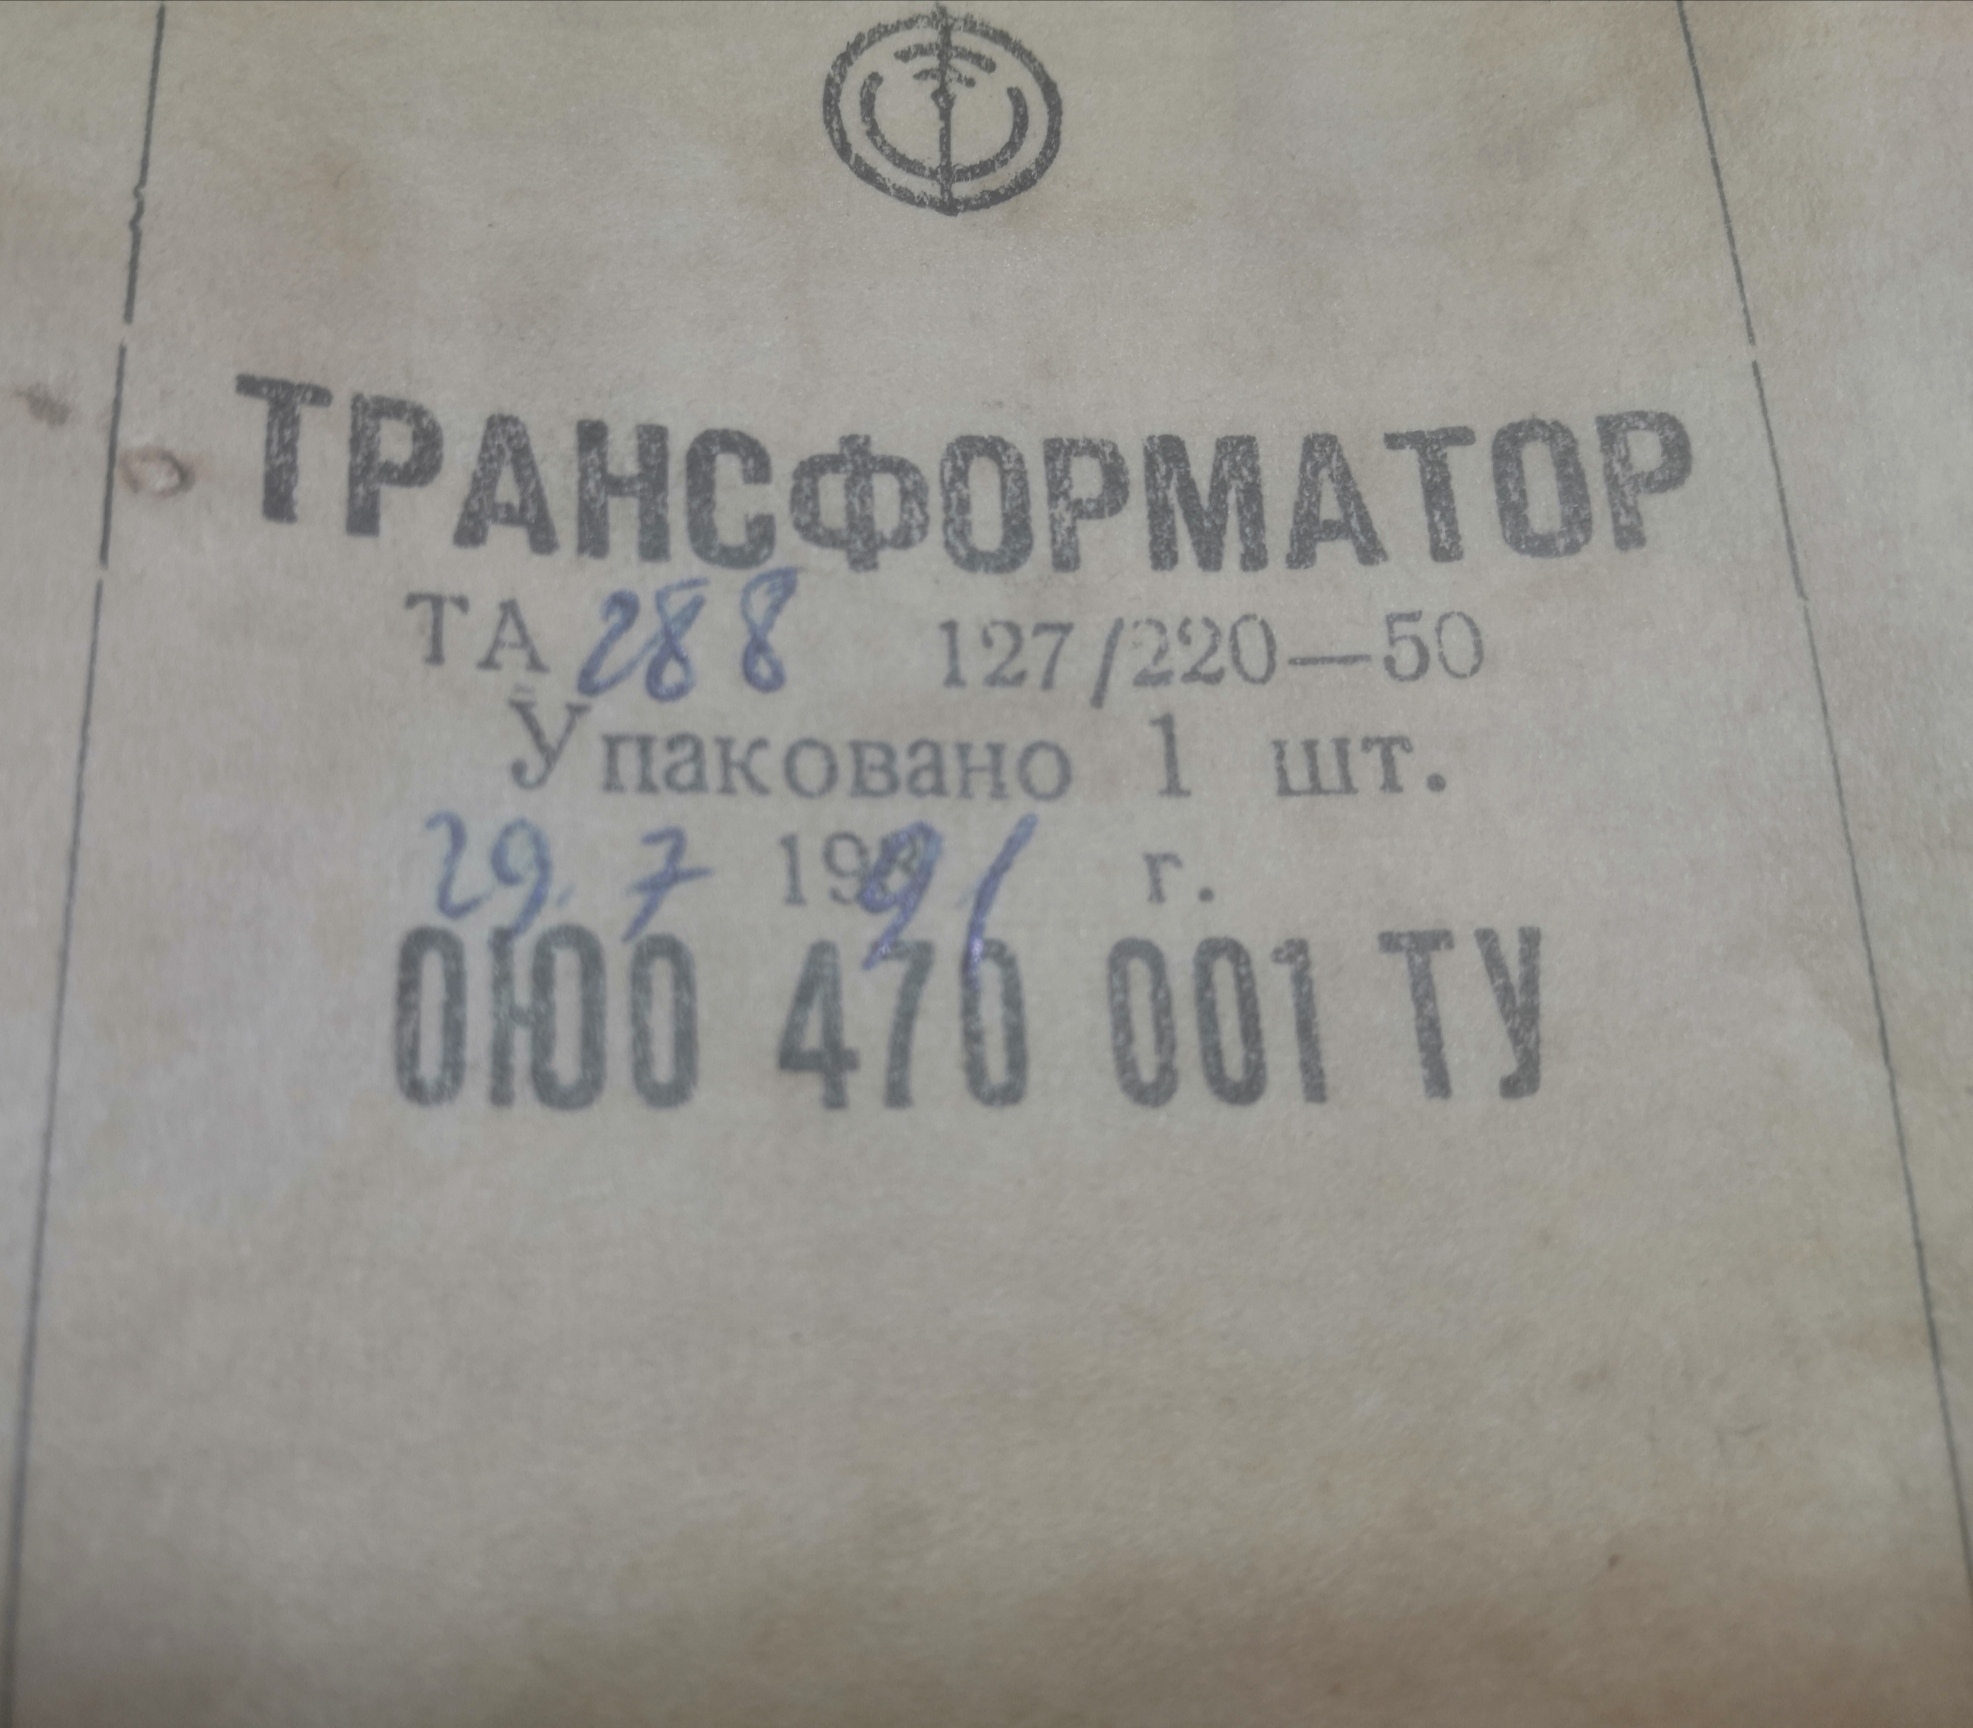 ТРАНСФОРМАТОР
ТА 288 127/220—50
Упаковано 1 шт.
29. 7 1991 г.
ОЮО 470 001 ТУ